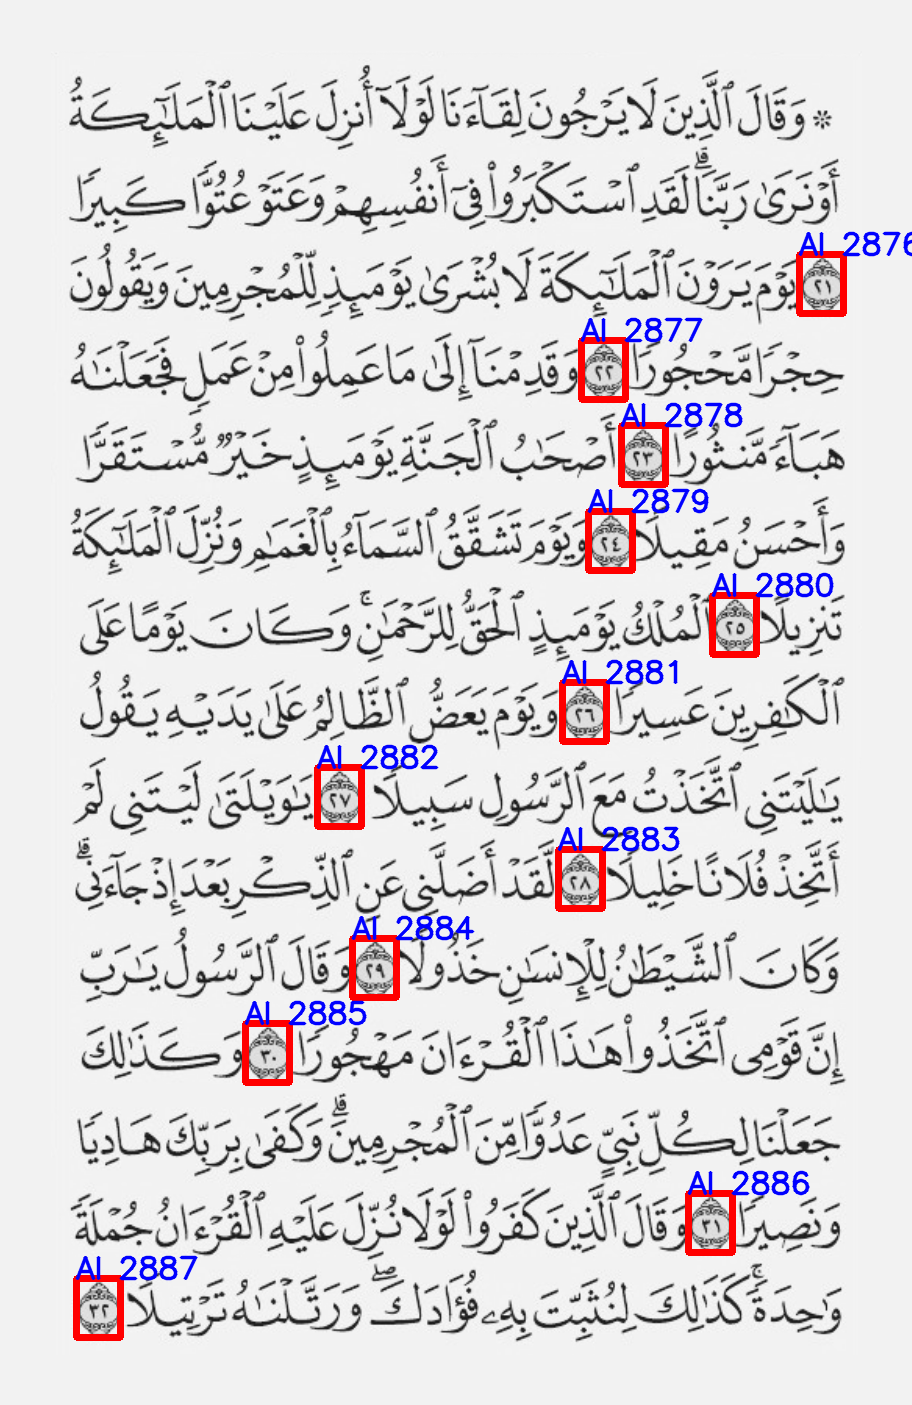 ۞ وَقَالَ ٱلَّذِينَ لَا يَرْجُونَ لِقَآءَنَا لَوْلَآ أُنزِلَ عَلَيْنَا ٱلْمَلَٰٓئِكَةُ
أَوْ نَرَىٰ رَبَّنَا ۗ لَقَدِ ٱسْتَكْبَرُوا۟ فِىٓ أَنفُسِهِمْ وَعَتَوْ عُتُوًّا كَبِيرًا
AI 2876
٢١ يَوْمَ يَرَوْنَ ٱلْمَلَٰٓئِكَةَ لَا بُشْرَىٰ يَوْمَئِذٍ لِّلْمُجْرِمِينَ وَيَقُولُونَ
AI 2877
حِجْرًا مَّحْجُورًا ٢٢ وَقَدِمْنَآ إِلَىٰ مَا عَمِلُوا۟ مِنْ عَمَلٍ فَجَعَلْنَٰهُ
AI 2878
هَبَآءً مَّنثُورًا ٢٣ أَصْحَٰبُ ٱلْجَنَّةِ يَوْمَئِذٍ خَيْرٌ مُّسْتَقَرًّا
AI 2879
وَأَحْسَنُ مَقِيلًا ٢٤ وَيَوْمَ تَشَقَّقُ ٱلسَّمَآءُ بِٱلْغَمَٰمِ وَنُزِّلَ ٱلْمَلَٰٓئِكَةُ
AI 2880
تَنزِيلًا ٢٥ ٱلْمُلْكُ يَوْمَئِذٍ ٱلْحَقُّ لِلرَّحْمَٰنِ ۚ وَكَانَ يَوْمًا عَلَى
AI 2881
ٱلْكَٰفِرِينَ عَسِيرًا ٢٦ وَيَوْمَ يَعَضُّ ٱلظَّالِمُ عَلَىٰ يَدَيْهِ يَقُولُ
AI 2882
يَٰلَيْتَنِى ٱتَّخَذْتُ مَعَ ٱلرَّسُولِ سَبِيلًا ٢٧ يَٰوَيْلَتَىٰ لَيْتَنِى لَمْ
AI 2883
أَتَّخِذْ فُلَانًا خَلِيلًا ٢٨ لَّقَدْ أَضَلَّنِى عَنِ ٱلذِّكْرِ بَعْدَ إِذْ جَآءَنِى ۗ
AI 2884
وَكَانَ ٱلشَّيْطَٰنُ لِلْإِنسَٰنِ خَذُولًا ٢٩ وَقَالَ ٱلرَّسُولُ يَٰرَبِّ
AI 2885
إِنَّ قَوْمِى ٱتَّخَذُوا۟ هَٰذَا ٱلْقُرْءَانَ مَهْجُورًا ٣٠ وَكَذَٰلِكَ
جَعَلْنَا لِكُلِّ نَبِىٍّ عَدُوًّا مِّنَ ٱلْمُجْرِمِينَ ۗ وَكَفَىٰ بِرَبِّكَ هَادِيًا
AI 2886
وَنَصِيرًا ٣١ وَقَالَ ٱلَّذِينَ كَفَرُوا۟ لَوْلَا نُزِّلَ عَلَيْهِ ٱلْقُرْءَانُ جُمْلَةً
AI 2887
وَٰحِدَةً ۚ كَذَٰلِكَ لِنُثَبِّتَ بِهِۦ فُؤَادَكَ ۖ وَرَتَّلْنَٰهُ تَرْتِيلًا ٣٢